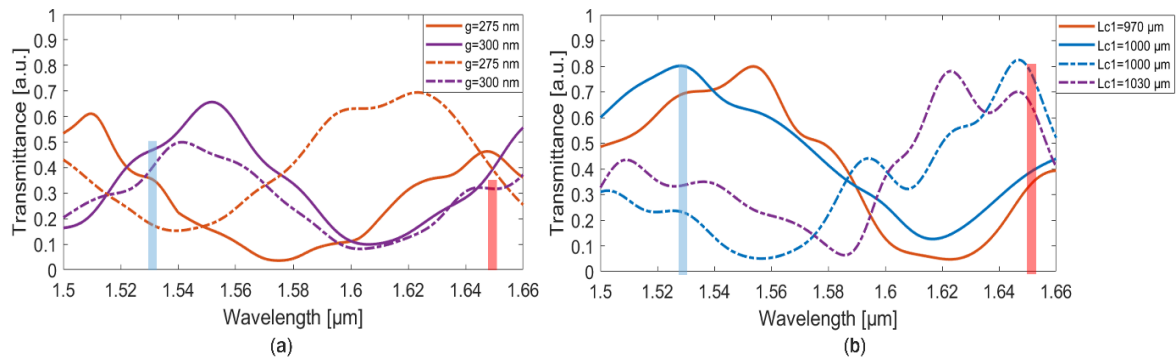 1
0.9
0.8
0.7
0.6
0.5
0.4
0.3
0.2
0.1
0
Transmittance [a.u.]
1.5 1.52 1.54 1.56 1.58 1.6 1.62 1.64 1.66
Wavelength [µm]
g=275 nm
g=300 nm
g=275 nm
g=300 nm
(a)
1
0.9
0.8
0.7
0.6
0.5
0.4
0.3
0.2
0.1
0
Transmittance [a.u.]
1.5 1.52 1.54 1.56 1.58 1.6 1.62 1.64 1.66
Wavelength [µm]
Lc1=970 µm
Lc1=1000 µm
Lc1=1000 µm
Lc1=1030 µm
(b)